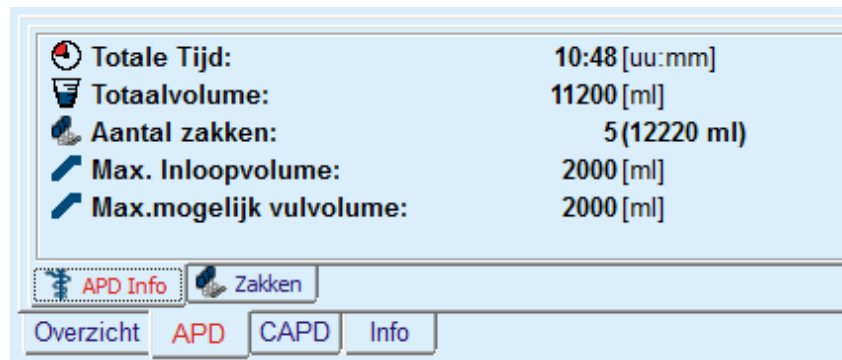 Totale Tijd: 10:48 [uu:mm]
Totaalvolume: 11200 [ml]
Aantal zakken: 5 (12220 ml)
Max. Inloopvolume: 2000 [ml]
Max.mogelijk vulvolume: 2000 [ml]
APD Info Zakken
Overzicht APD CAPD Info